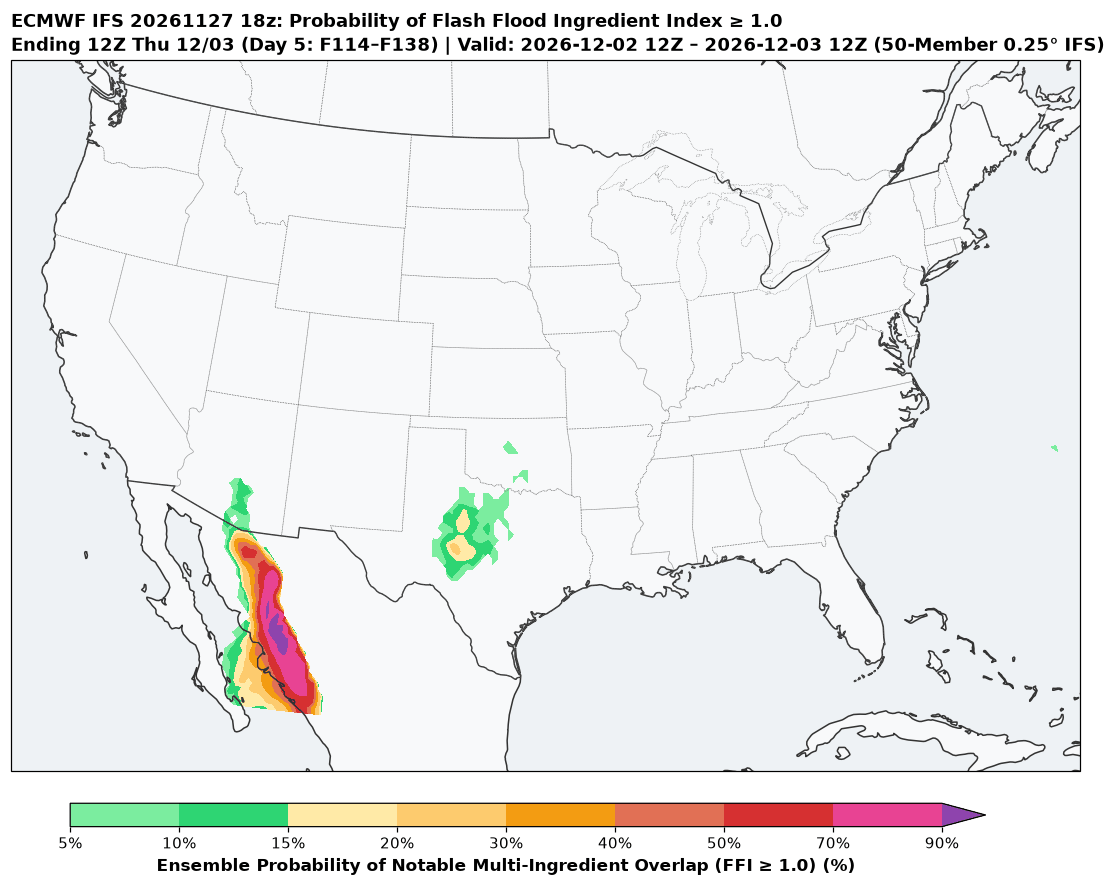 ECMWF IFS 20261127 18z: Probability of Flash Flood Ingredient Index ≥ 1.0
Ending 12Z Thu 12/03 (Day 5: F114–F138) | Valid: 2026-12-02 12Z – 2026-12-03 12Z (50-Member 0.25° IFS)
5% 10% 15% 20% 30% 40% 50% 70% 90%
Ensemble Probability of Notable Multi-Ingredient Overlap (FFI ≥ 1.0) (%)